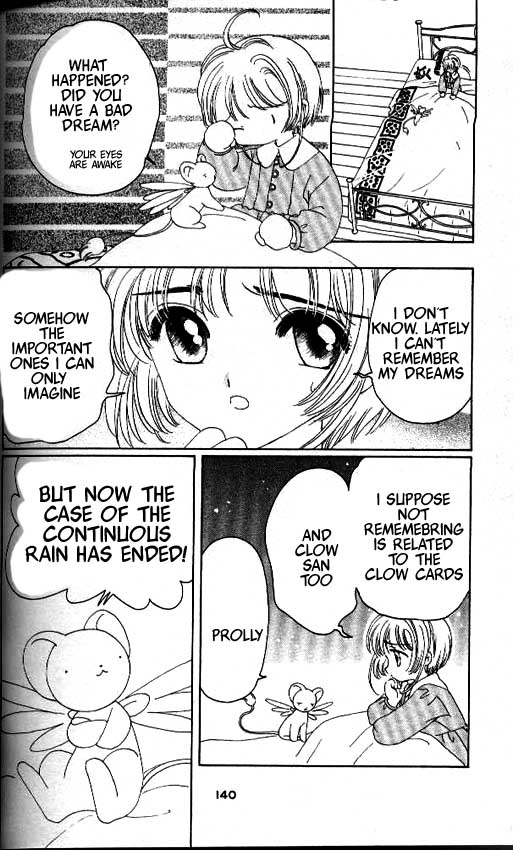 WHAT
HAPPENED?
DID YOU
HAVE A BAD
DREAM?
YOUR EYES
ARE AWAKE
I DON'T
KNOW. LATELY
I CAN'T
REMEMBER
MY DREAMS
SOMEHOW
THE
IMPORTANT
ONES I CAN
ONLY
IMAGINE
I SUPPOSE
NOT
REMEMEBRING
IS RELATED
TO THE
CLOW CARDS
AND
CLOW
SAN
TOO
PROLLY
BUT NOW THE
CASE OF THE
CONTINUOUS
RAIN HAS ENDED!
140